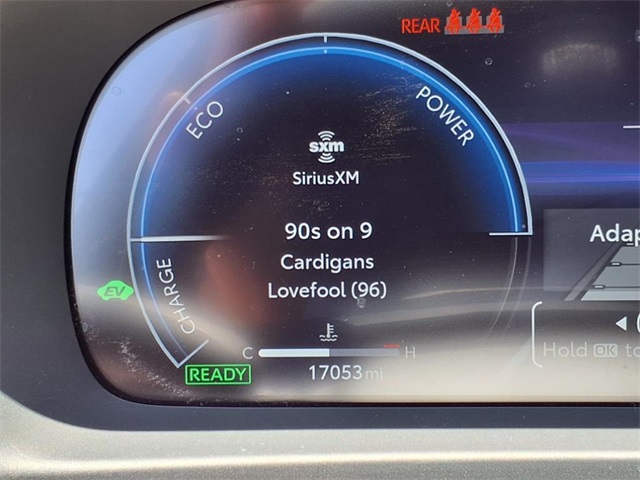 REAR
ECO
POWER
sxm
SiriusXM
90s on 9
Cardigans
Lovefool (96)
Adap
EV
CHARGE
C H
Hold OK to
READY
17053 mi